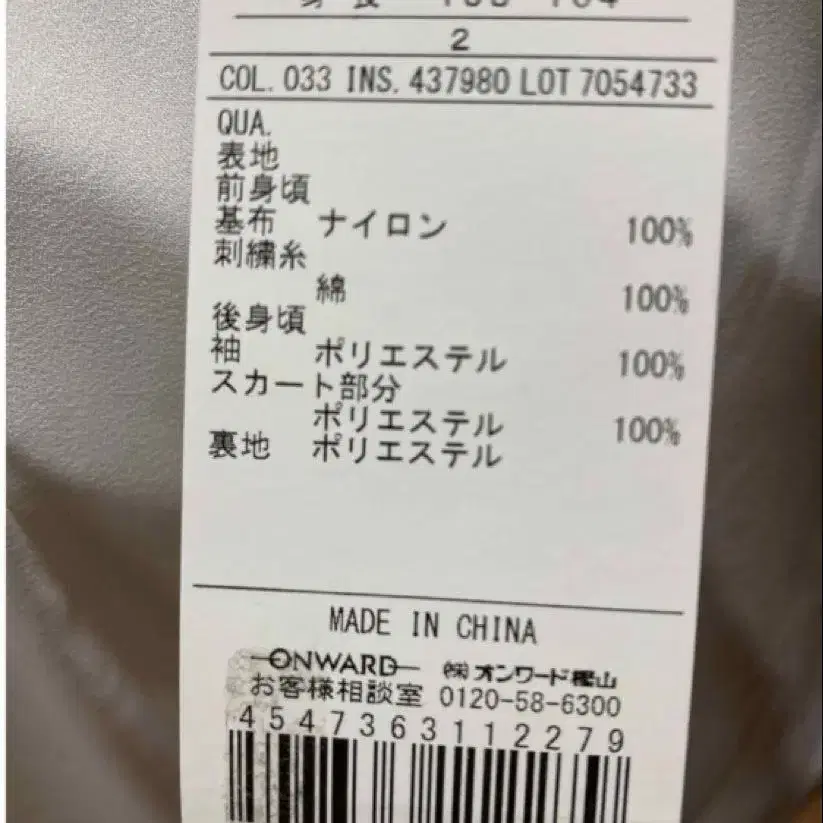 2
COL. 033 INS. 437980 LOT 7054733
QUA.
表地
前身頃
基布 ナイロン 100%
刺繍糸
綿 100%
後身頃
袖 ポリエステル 100%
スカート部分
ポリエステル 100%
裏地 ポリエステル
MADE IN CHINA
ONWARD ㈱オンワード樫山
お客様相談室 0120-58-6300
4547363112279